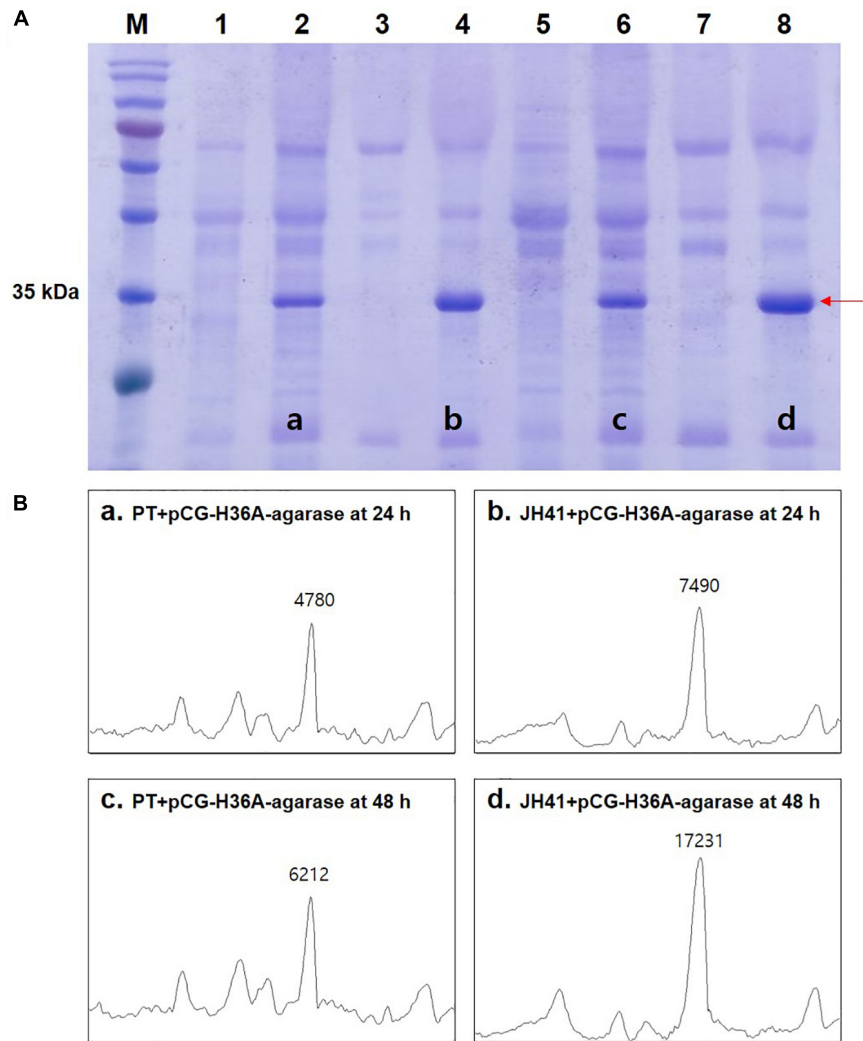 A
M 1 2 3 4 5 6 7 8
35 kDa
a b c d
B
a. PT+pCG-H36A-agarase at 24 h
4780
b. JH41+pCG-H36A-agarase at 24 h
7490
c. PT+pCG-H36A-agarase at 48 h
6212
d. JH41+pCG-H36A-agarase at 48 h
17231